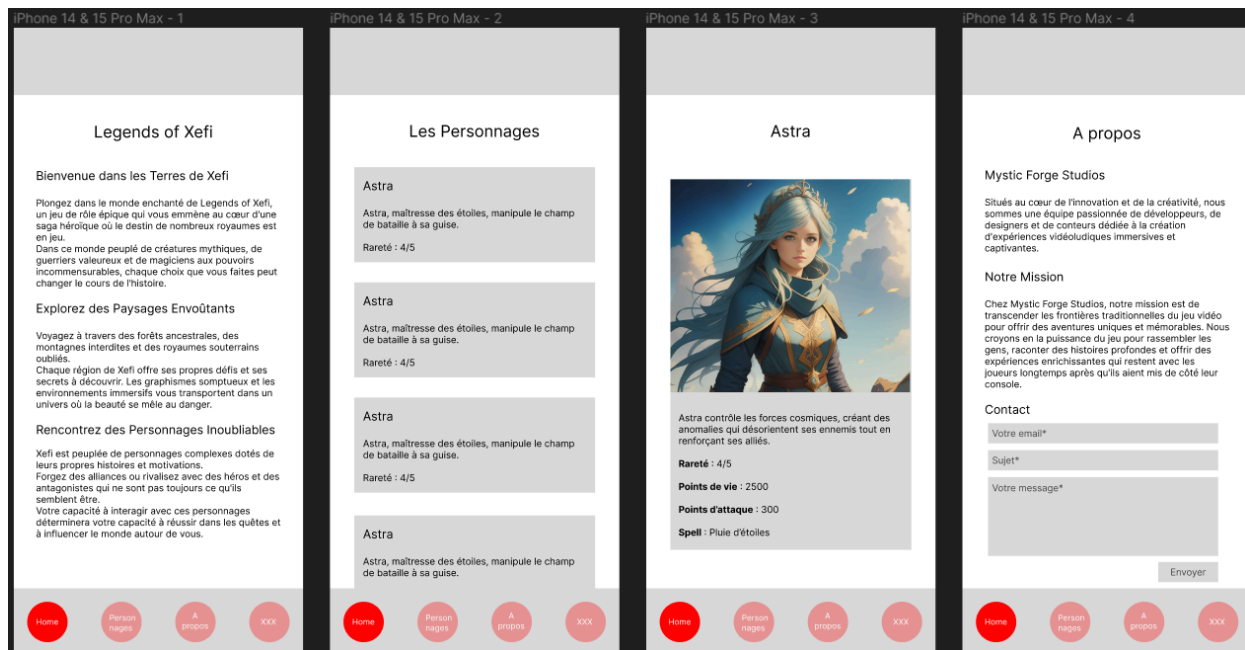 iPhone 14 & 15 Pro Max - 1
Legends of Xefi
Bienvenue dans les Terres de Xefi
Plongez dans le monde enchanté de Legends of Xefi,
un jeu de rôle épique qui vous emmène au cœur d'une
saga héroïque où le destin de nombreux royaumes est
en jeu.
Dans ce monde peuplé de créatures mythiques, de
guerriers valeureux et de magiciens aux pouvoirs
incommensurables, chaque choix que vous faites peut
changer le cours de l'histoire.
Explorez des Paysages Envoûtants
Voyagez à travers des forêts ancestrales, des
montagnes interdites et des royaumes souterrains
oubliés.
Chaque région de Xefi offre ses propres défis et ses
secrets à découvrir. Les graphismes somptueux et les
environnements immersifs vous transportent dans un
univers où la beauté se mêle au danger.
Rencontrez des Personnages Inoubliables
Xefi est peuplée de personnages complexes dotés de
leurs propres histoires et motivations.
Forgez des alliances ou rivalisez avec des héros et des
antagonistes qui ne sont pas toujours ce qu'ils
semblent être.
Votre capacité à interagir avec ces personnages
déterminera votre capacité à réussir dans les quêtes et
à influencer le monde autour de vous.
Home
Person
nages
A
propos
XXX
iPhone 14 & 15 Pro Max - 2
Les Personnages
Astra
Astra, maîtresse des étoiles, manipule le champ
de bataille à sa guise.
Rareté : 4/5
Astra
Astra, maîtresse des étoiles, manipule le champ
de bataille à sa guise.
Rareté : 4/5
Astra
Astra, maîtresse des étoiles, manipule le champ
de bataille à sa guise.
Rareté : 4/5
Astra
Astra, maîtresse des étoiles, manipule le champ
de bataille à sa guise.
Home
Person
nages
A
propos
XXX
iPhone 14 & 15 Pro Max - 3
Astra
Astra contrôle les forces cosmiques, créant des
anomalies qui désorientent ses ennemis tout en
renforçant ses alliés.
Rareté : 4/5
Points de vie : 2500
Points d'attaque : 300
Spell : Pluie d'étoiles
Home
Person
nages
A
propos
XXX
iPhone 14 & 15 Pro Max - 4
A propos
Mystic Forge Studios
Situés au cœur de l'innovation et de la créativité, nous
sommes une équipe passionnée de développeurs, de
designers et de conteurs dédiée à la création
d'expériences vidéoludiques immersives et
captivantes.
Notre Mission
Chez Mystic Forge Studios, notre mission est de
transcender les frontières traditionnelles du jeu vidéo
pour offrir des aventures uniques et mémorables. Nous
croyons en la puissance du jeu pour rassembler les
gens, raconter des histoires profondes et offrir des
expériences enrichissantes qui restent avec les
joueurs longtemps après qu'ils aient mis de côté leur
console.
Contact
Votre email*
Sujet*
Votre message*
Envoyer
Home
Person
nages
A
propos
XXX